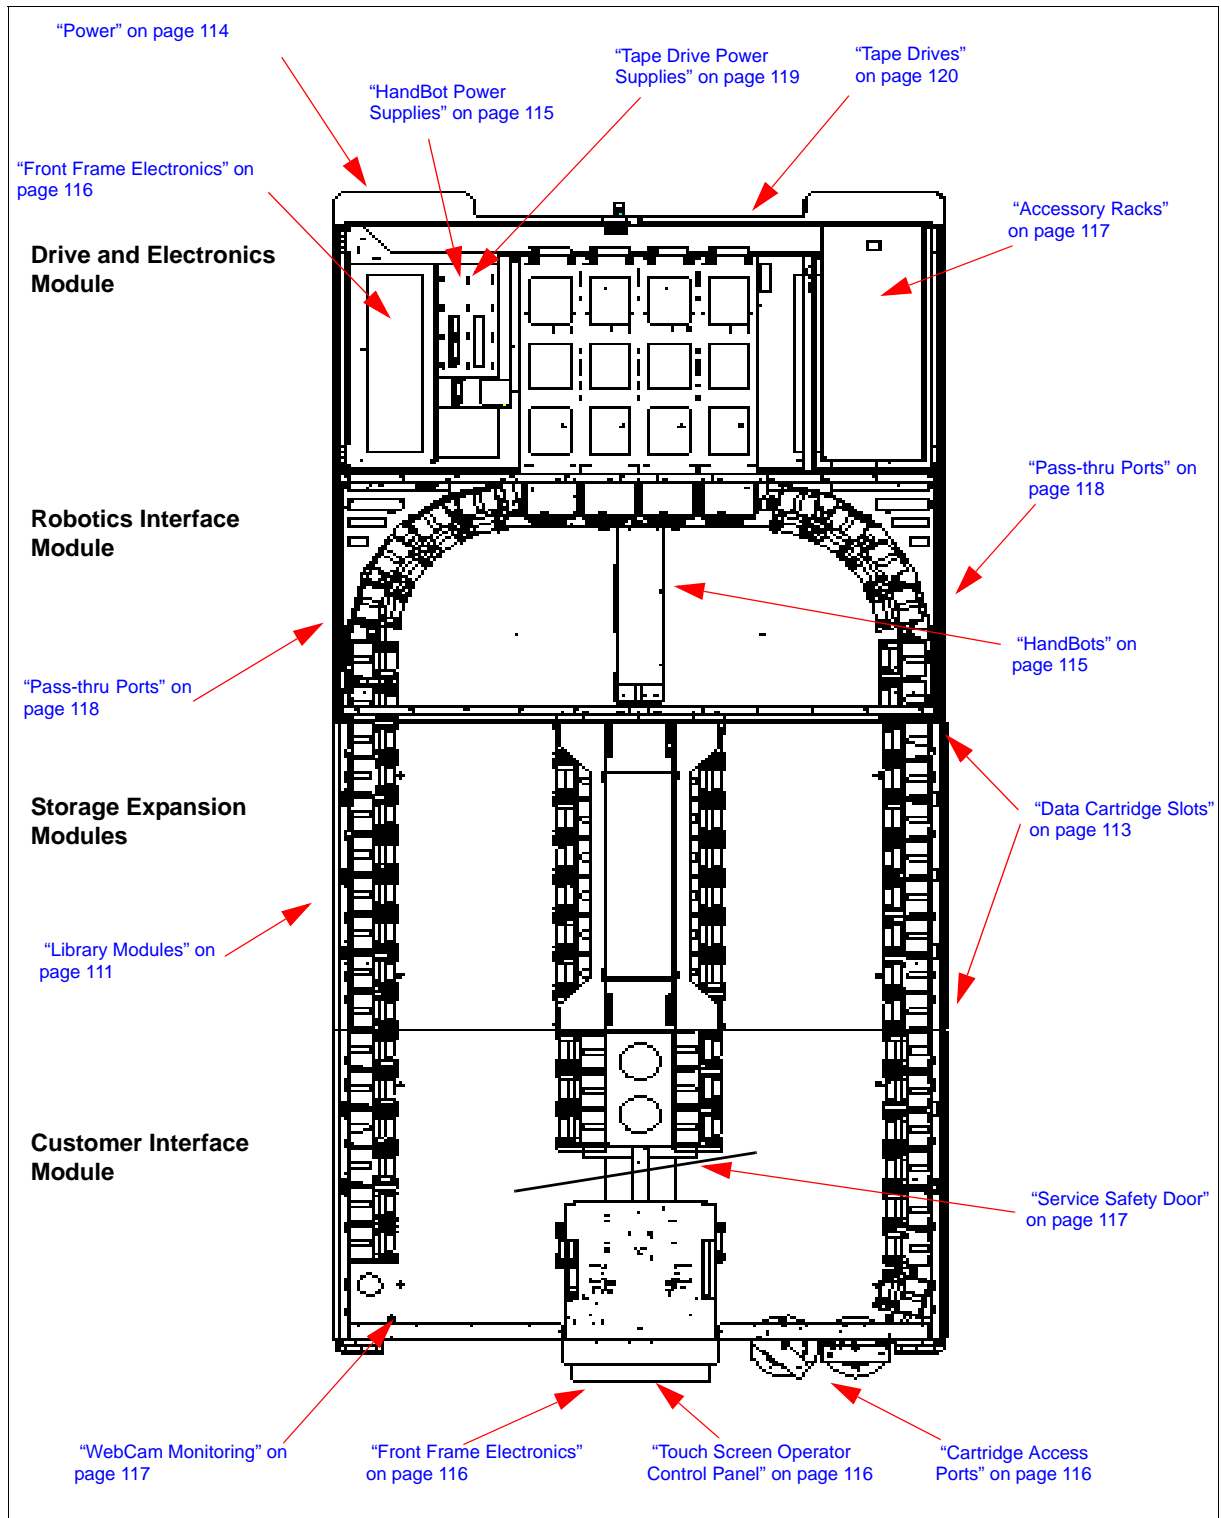 “Power” on page 114
“Tape Drive Power
Supplies” on page 119
“Tape Drives”
on page 120
“HandBot Power
Supplies” on page 115
“Front Frame Electronics” on
page 116
“Accessory Racks”
on page 117
Drive and Electronics
Module
“Pass-thru Ports” on
page 118
Robotics Interface
Module
“HandBots” on
page 115
“Pass-thru Ports” on
page 118
Storage Expansion
Modules
“Data Cartridge Slots”
on page 113
“Library Modules” on
page 111
Customer Interface
Module
“Service Safety Door”
on page 117
“WebCam Monitoring” on
page 117
“Front Frame Electronics”
on page 116
“Touch Screen Operator
Control Panel” on page 116
“Cartridge Access
Ports” on page 116